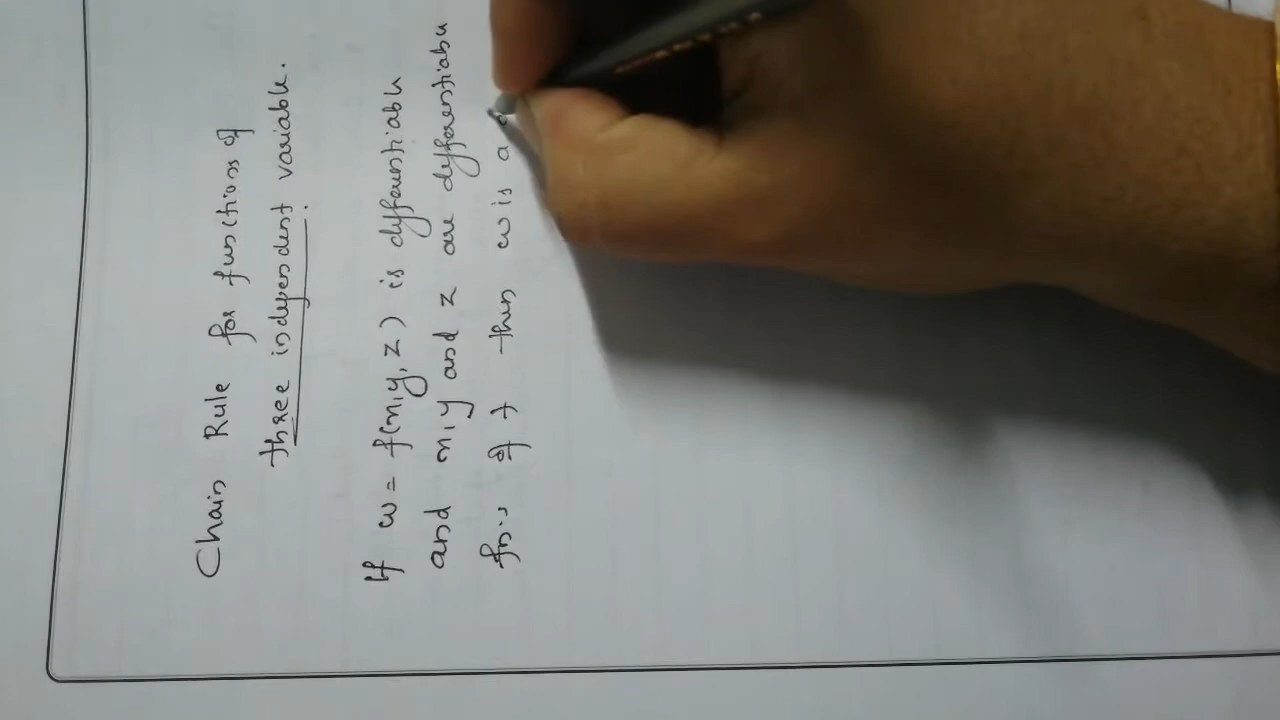 Chain Rule for functions of
three independent variable.
If w = f(x,y,z) is differentiable
and x,y and z are differentiable
fn.s of t then w is a